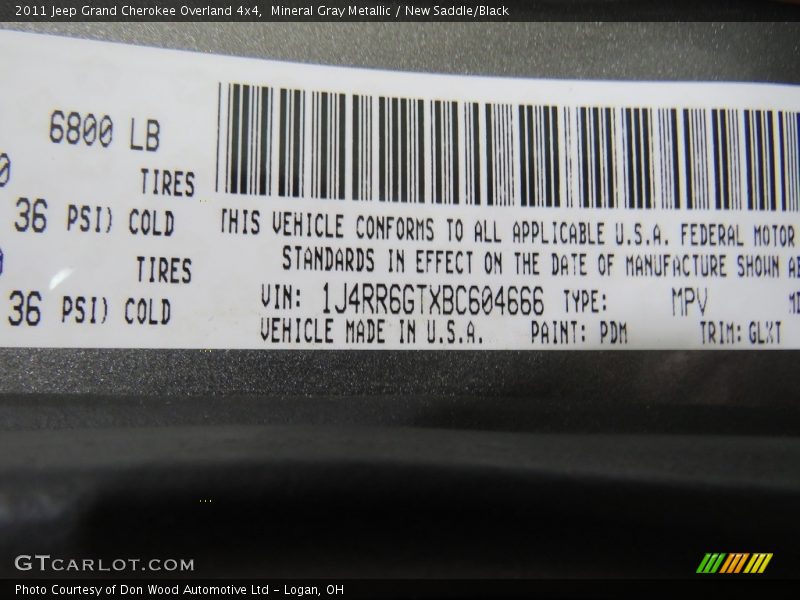 2011 Jeep Grand Cherokee Overland 4x4, Mineral Gray Metallic / New Saddle/Black
6800 LB
TIRES
36 PSI) COLD
TIRES
36 PSI) COLD
THIS VEHICLE CONFORMS TO ALL APPLICABLE U.S.A. FEDERAL MOTOR
STANDARDS IN EFFECT ON THE DATE OF MANUFACTURE SHOWN
VIN: 1J4RR6GTXBC604666 TYPE: MPV
VEHICLE MADE IN U.S.A. PAINT: PDM TRIM: GLXT
GTCARLOT.COM
Photo Courtesy of Don Wood Automotive Ltd - Logan, OH